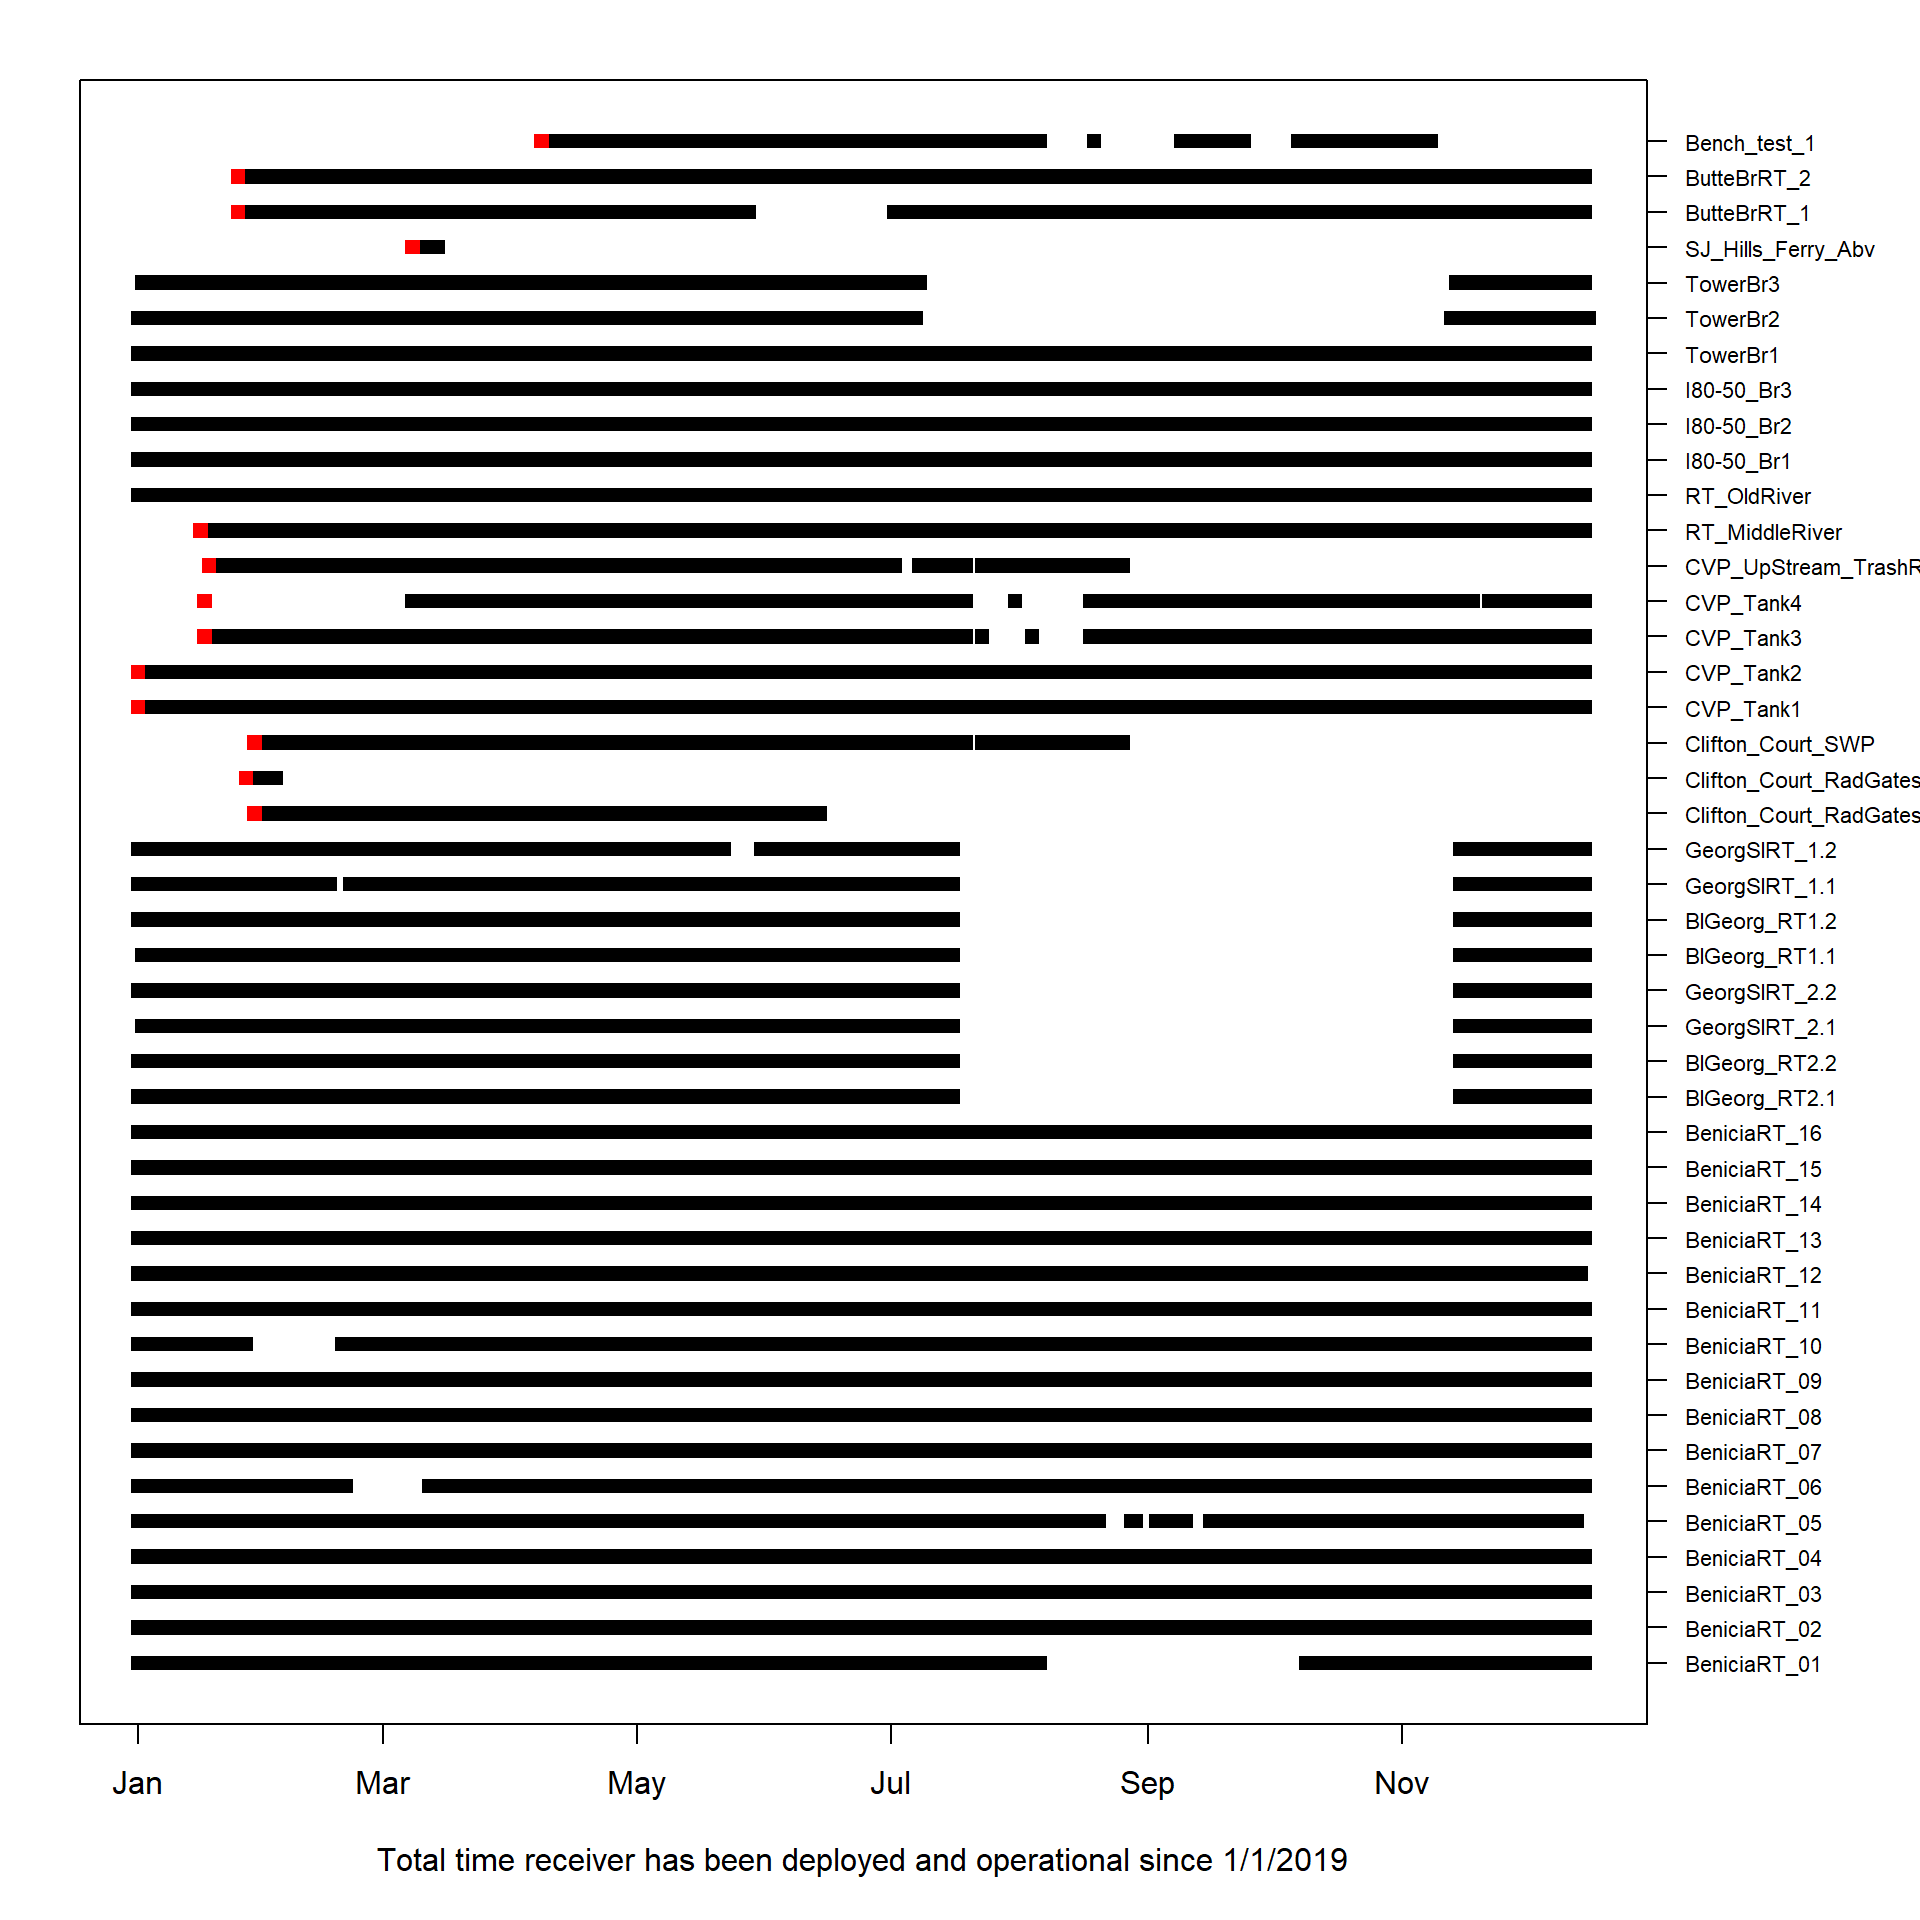 Bench_test_1
ButteBrRT_2
ButteBrRT_1
SJ_Hills_Ferry_Abv
TowerBr3
TowerBr2
TowerBr1
I80-50_Br3
I80-50_Br2
I80-50_Br1
RT_OldRiver
RT_MiddleRiver
CVP_UpStream_TrashR
CVP_Tank4
CVP_Tank3
CVP_Tank2
CVP_Tank1
Clifton_Court_SWP
Clifton_Court_RadGates
Clifton_Court_RadGates
GeorgSlRT_1.2
GeorgSlRT_1.1
BlGeorg_RT1.2
BlGeorg_RT1.1
GeorgSlRT_2.2
GeorgSlRT_2.1
BlGeorg_RT2.2
BlGeorg_RT2.1
BeniciaRT_16
BeniciaRT_15
BeniciaRT_14
BeniciaRT_13
BeniciaRT_12
BeniciaRT_11
BeniciaRT_10
BeniciaRT_09
BeniciaRT_08
BeniciaRT_07
BeniciaRT_06
BeniciaRT_05
BeniciaRT_04
BeniciaRT_03
BeniciaRT_02
BeniciaRT_01
Jan Mar May Jul Sep Nov
Total time receiver has been deployed and operational since 1/1/2019